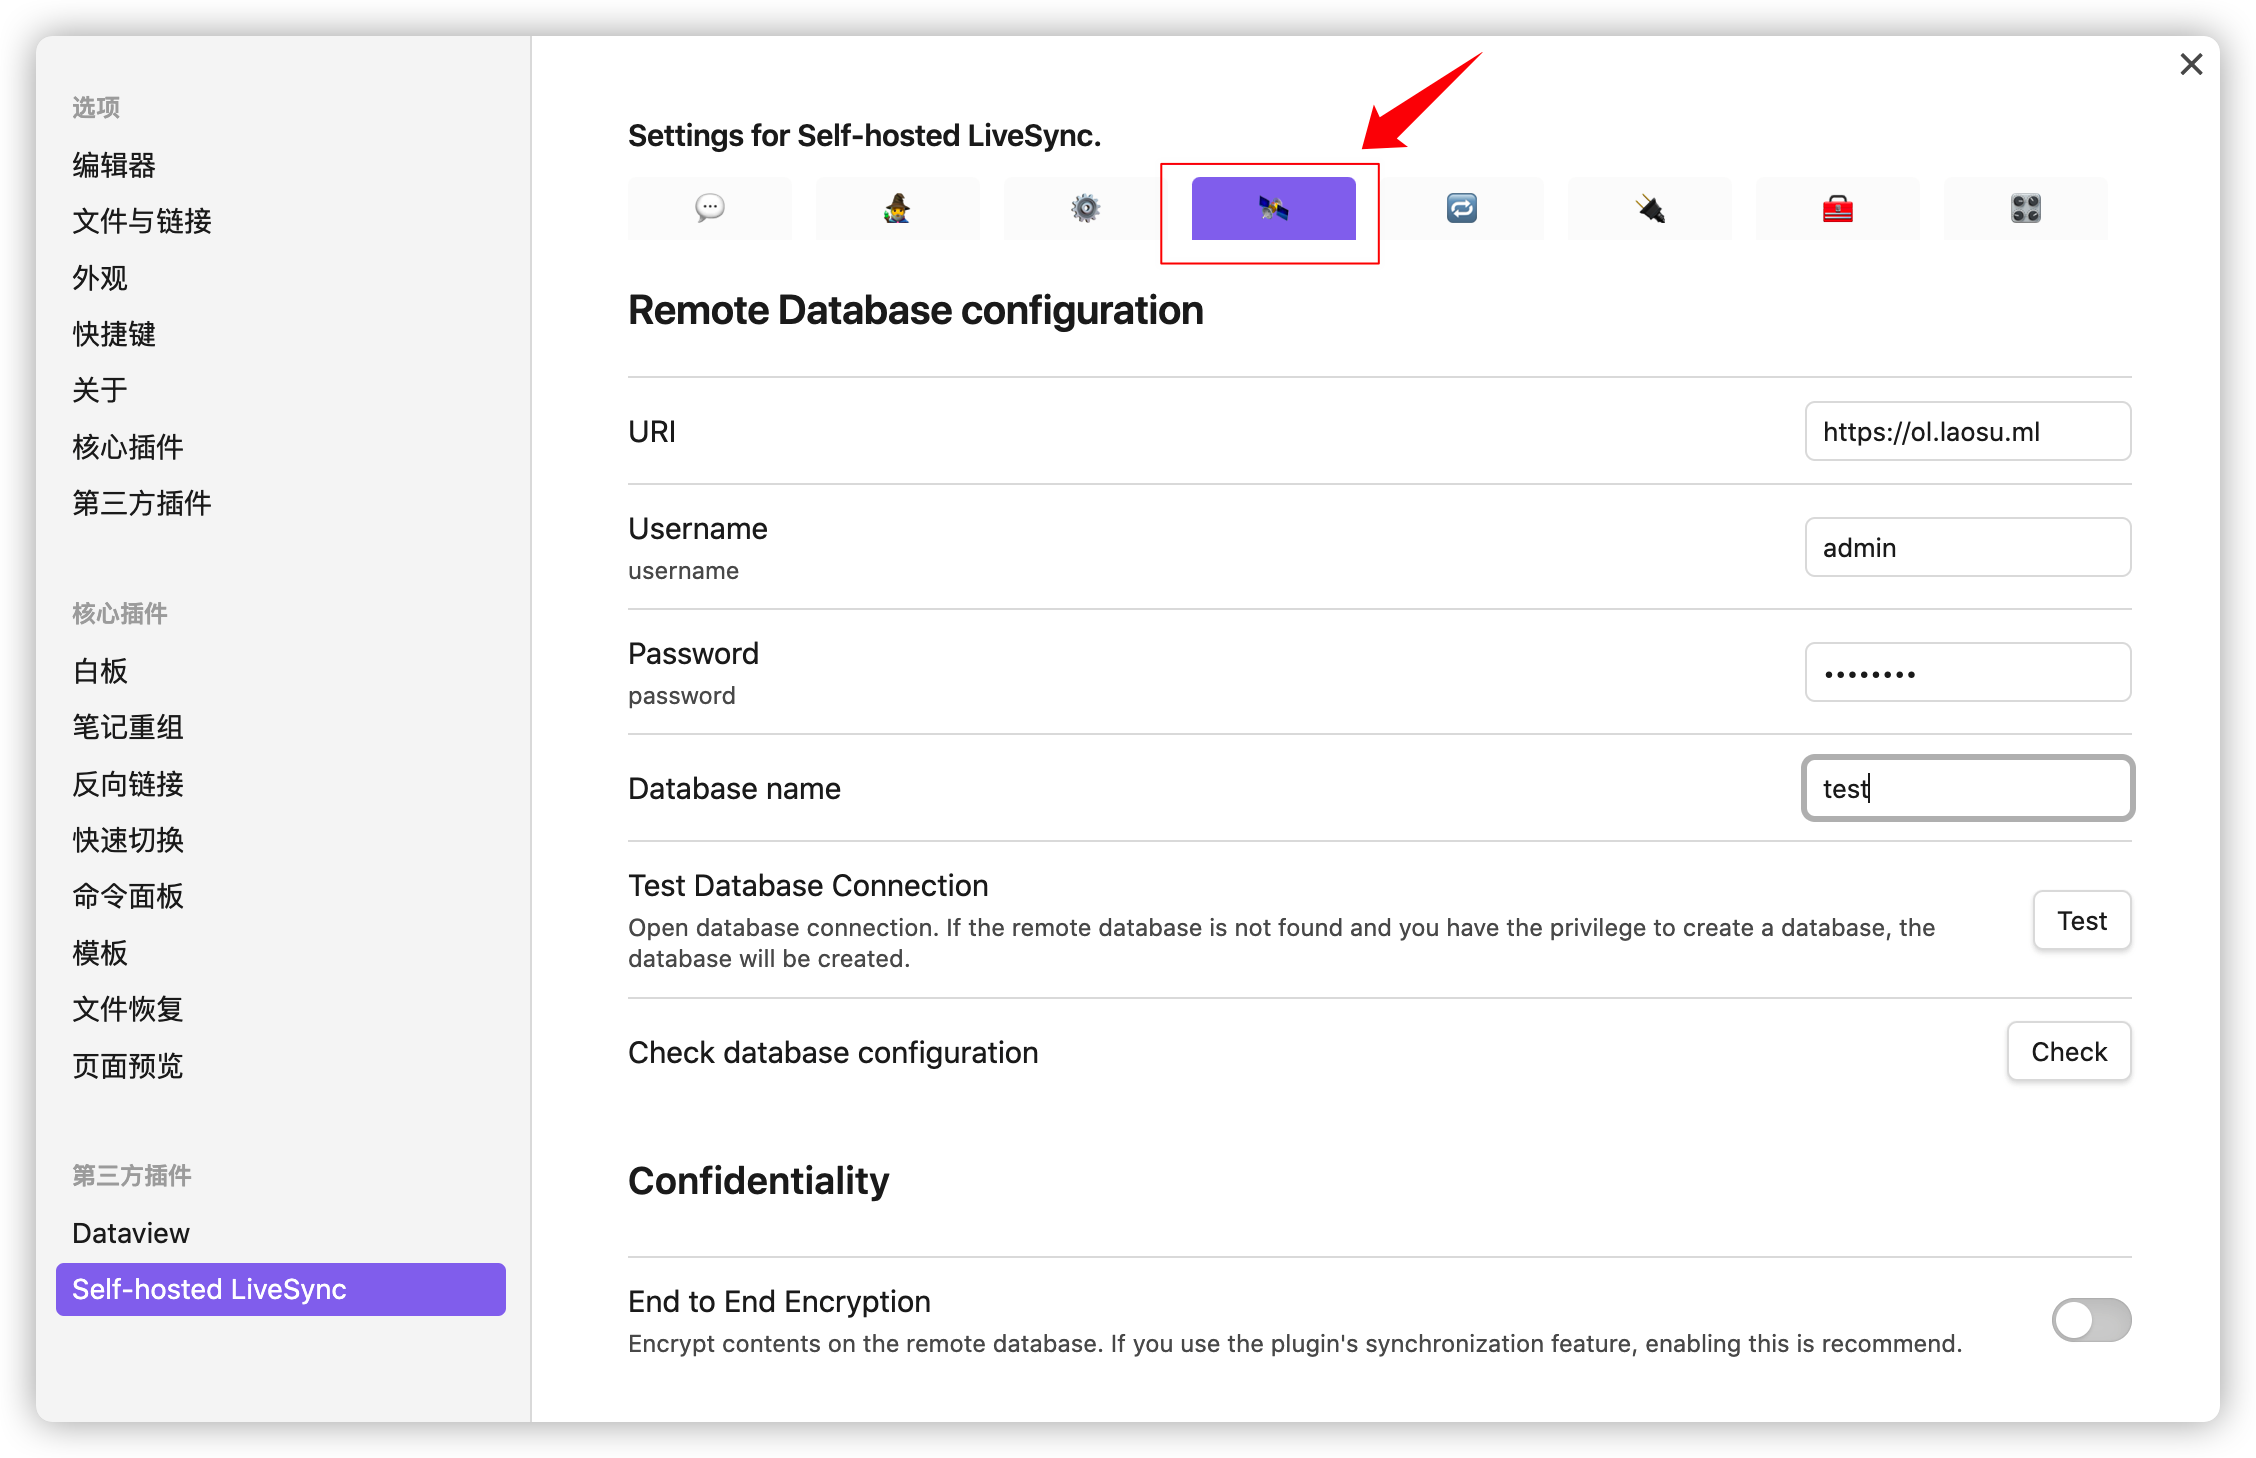 选项
编辑器
文件与链接
外观
快捷键
关于
核心插件
第三方插件
核心插件
白板
笔记重组
反向链接
快速切换
命令面板
模板
文件恢复
页面预览
第三方插件
Dataview
Self-hosted LiveSync
Settings for Self-hosted LiveSync.
Remote Database configuration
URI
https://ol.laosu.ml
Username
username
admin
Password
password
••••••••
Database name
test
Test Database Connection
Open database connection. If the remote database is not found and you have the privilege to create a database, the
database will be created.
Test
Check database configuration
Check
Confidentiality
End to End Encryption
Encrypt contents on the remote database. If you use the plugin's synchronization feature, enabling this is recommend.